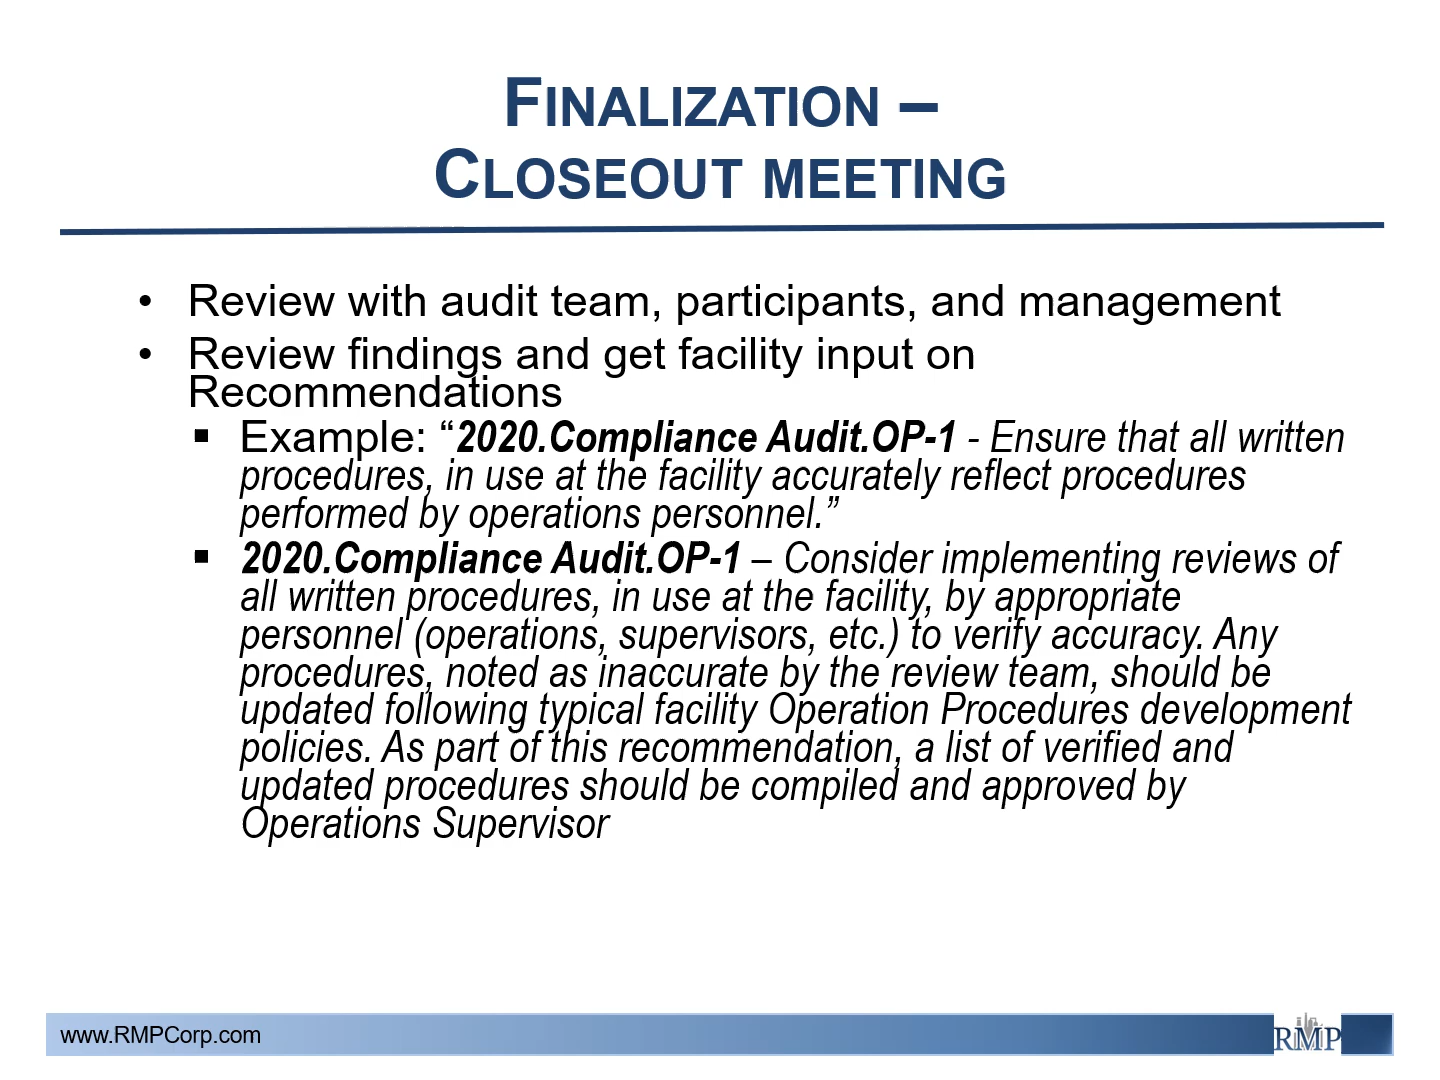 FINALIZATION –
CLOSEOUT MEETING
• Review with audit team, participants, and management
• Review findings and get facility input on
Recommendations
▪ Example: “2020.Compliance Audit.OP-1 - Ensure that all written
procedures, in use at the facility accurately reflect procedures
performed by operations personnel.”
▪ 2020.Compliance Audit.OP-1 – Consider implementing reviews of
all written procedures, in use at the facility, by appropriate
personnel (operations, supervisors, etc.) to verify accuracy. Any
procedures, noted as inaccurate by the review team, should be
updated following typical facility Operation Procedures development
policies. As part of this recommendation, a list of verified and
updated procedures should be compiled and approved by
Operations Supervisor
www.RMPCorp.com
RMP